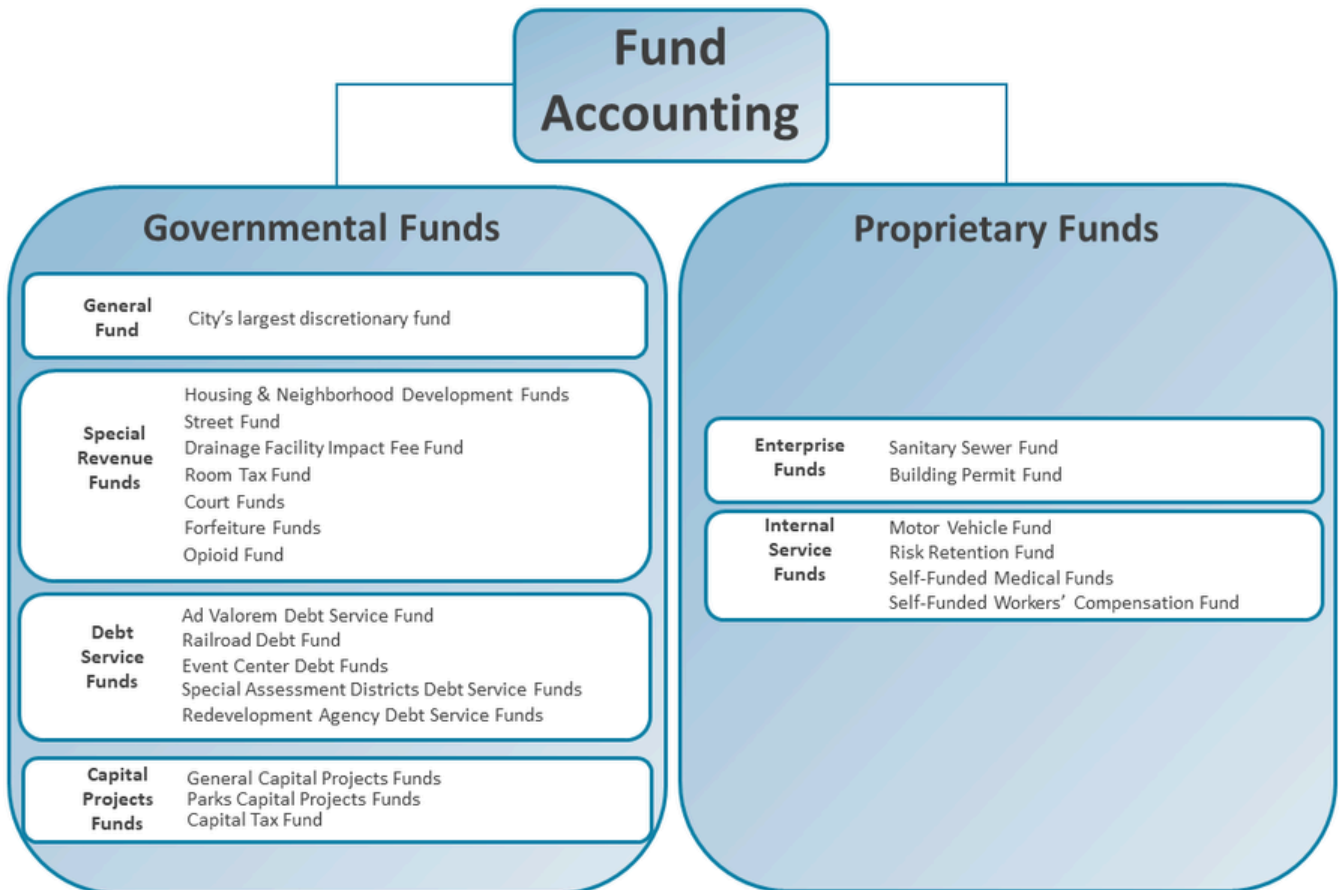 Fund
Accounting
Governmental Funds
General
Fund
City's largest discretionary fund
Special
Revenue
Funds
Housing & Neighborhood Development Funds
Street Fund
Drainage Facility Impact Fee Fund
Room Tax Fund
Court Funds
Forfeiture Funds
Opioid Fund
Debt
Service
Funds
Ad Valorem Debt Service Fund
Railroad Debt Fund
Event Center Debt Funds
Special Assessment Districts Debt Service Funds
Redevelopment Agency Debt Service Funds
Capital
Projects
Funds
General Capital Projects Funds
Parks Capital Projects Funds
Capital Tax Fund
Proprietary Funds
Enterprise
Funds
Sanitary Sewer Fund
Building Permit Fund
Internal
Service
Funds
Motor Vehicle Fund
Risk Retention Fund
Self-Funded Medical Funds
Self-Funded Workers' Compensation Fund